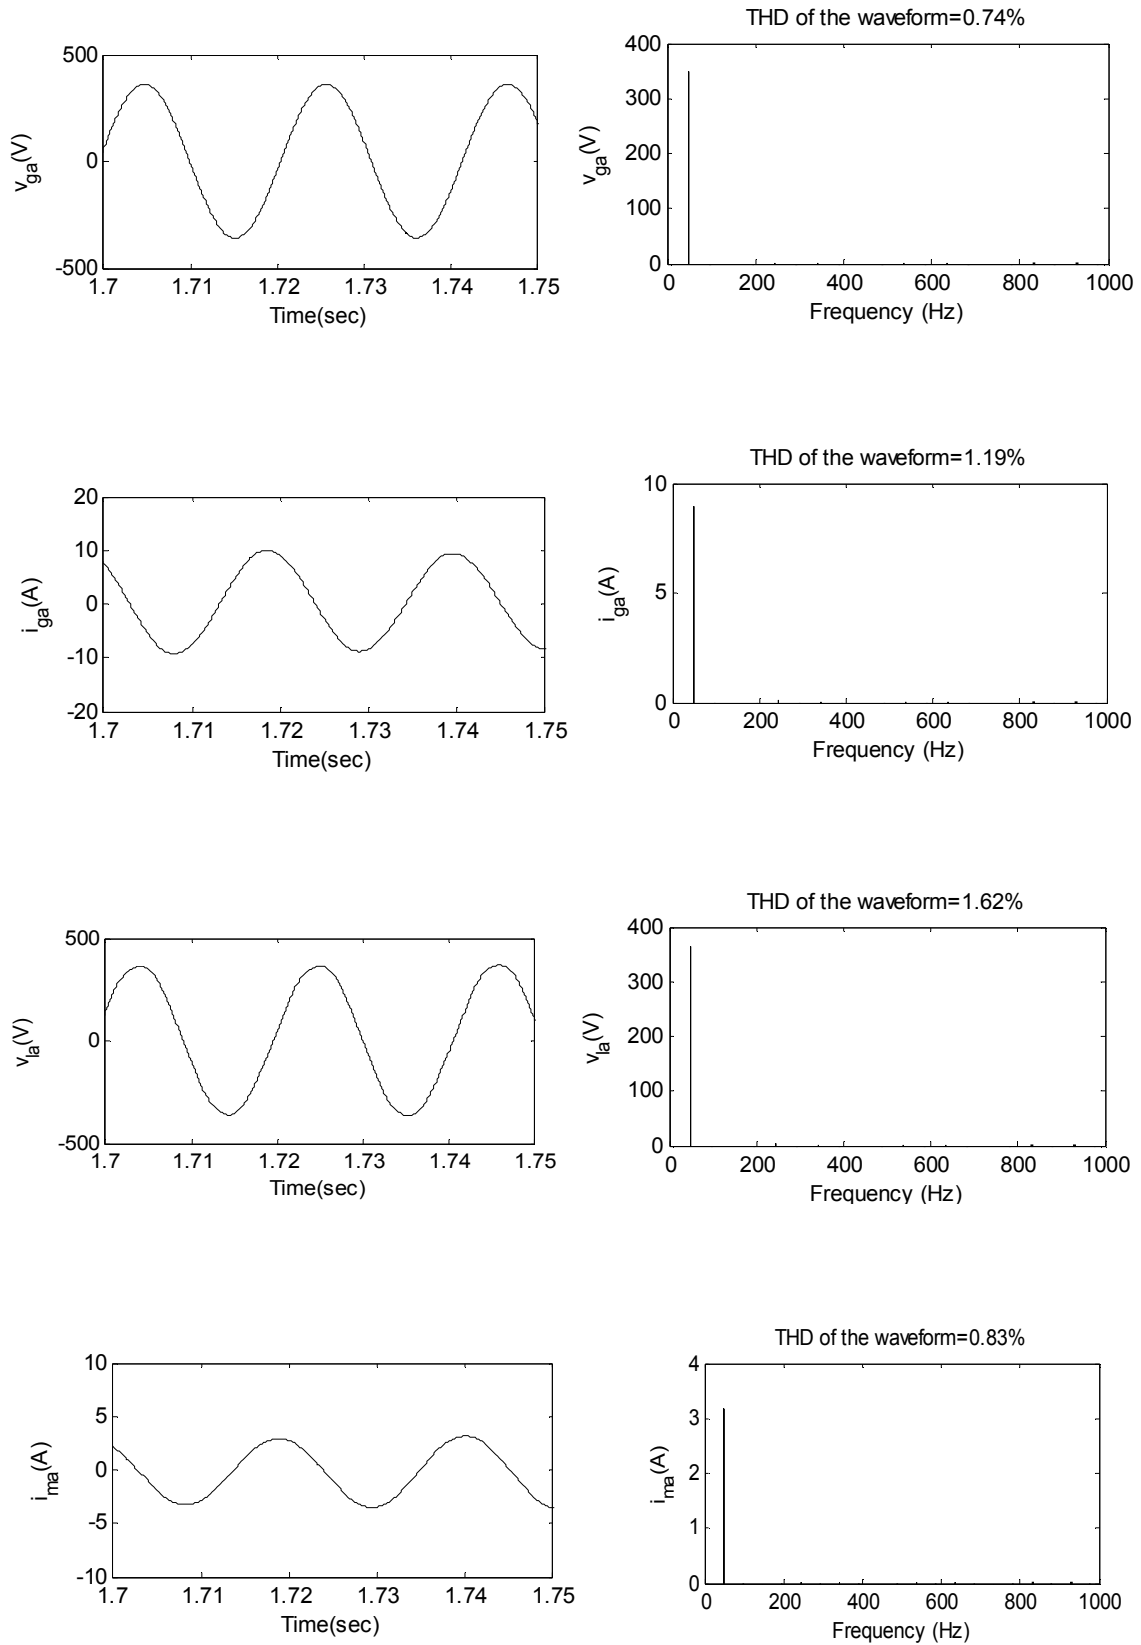 THD of the waveform=0.74%
500
0
-500
v_ga(V)
1.7 1.71 1.72 1.73 1.74 1.75
Time(sec)
400
300
200
100
0
v_ga(V)
0 200 400 600 800 1000
Frequency (Hz)
THD of the waveform=1.19%
20
10
0
-10
-20
i_ga(A)
1.7 1.71 1.72 1.73 1.74 1.75
Time(sec)
10
5
0
i_ga(A)
0 200 400 600 800 1000
Frequency (Hz)
THD of the waveform=1.62%
500
0
-500
v_la(V)
1.7 1.71 1.72 1.73 1.74 1.75
Time(sec)
400
300
200
100
0
v_la(V)
0 200 400 600 800 1000
Frequency (Hz)
THD of the waveform=0.83%
10
5
0
-5
-10
i_ma(A)
1.7 1.71 1.72 1.73 1.74 1.75
Time(sec)
4
3
2
1
0
i_ma(A)
0 200 400 600 800 1000
Frequency (Hz)